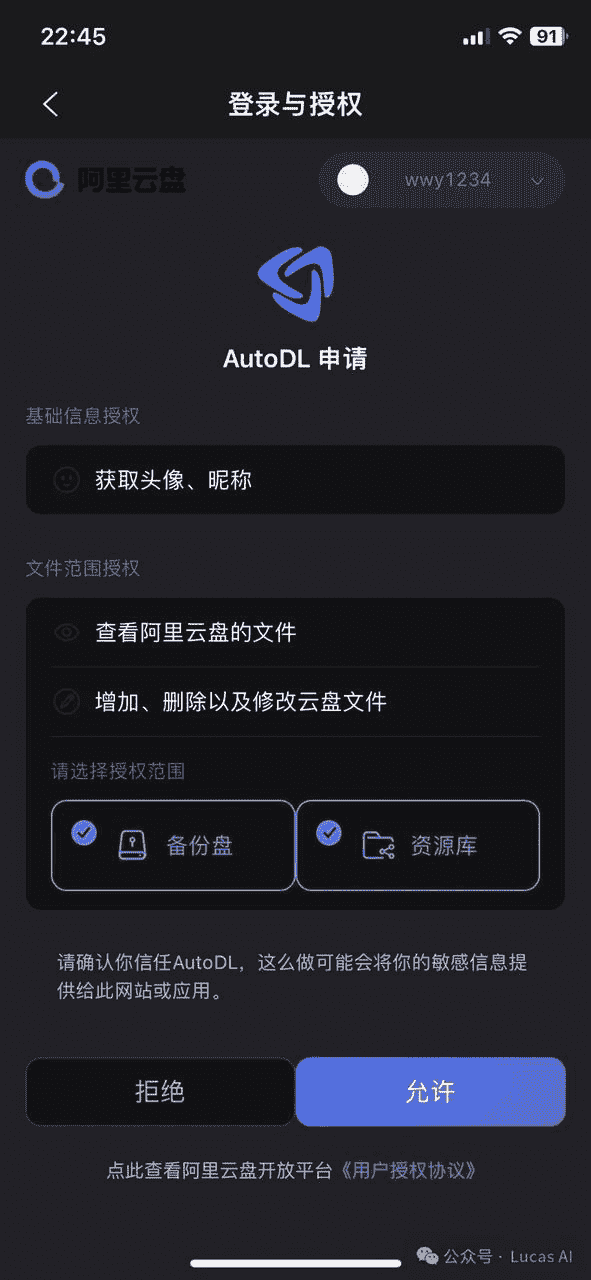 22:45
91
登录与授权
阿里云盘
wwy1234
AutoDL 申请
基础信息授权
获取头像、昵称
文件范围授权
查看阿里云盘的文件
增加、删除以及修改云盘文件
请选择授权范围
备份盘
资源库
请确认你信任AutoDL，这么做可能会将你的敏感信息提
供给此网站或应用。
拒绝
允许
点此查看阿里云盘开放平台《用户授权协议》
公众号 · Lucas AI